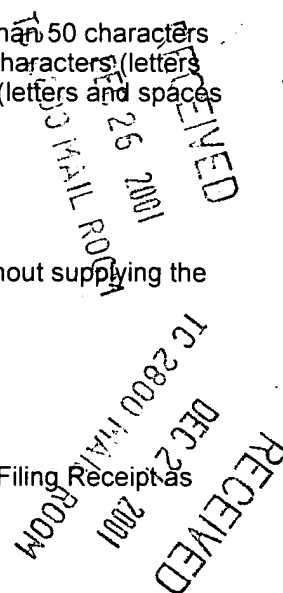 han 50 characters
haracters (letters
(letters and spaces
RECEIVED
DEC 26 2001
MAIL ROOM
hout supplying the
Filing Receipt as
RECEIVED
DEC 2 2001
TC 2800 MAIL ROOM